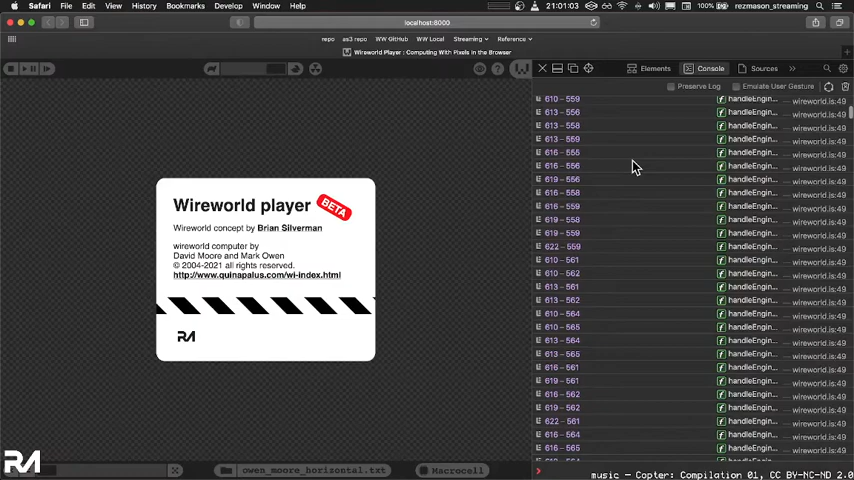 Safari File Edit View History Bookmarks Develop Window Help
21:01:03 100% rezmason_streaming
localhost:8000
repo as3 repo WW GitHub WW Local Streaming Reference
Wireworld Player : Computing With Pixels in the Browser
Elements Console Sources
Preserve Log Emulate User Gesture
610 – 559 handleEngin... wireworld.js:49
613 – 556 handleEngin... wireworld.js:49
613 – 558 handleEngin... wireworld.js:49
613 – 559 handleEngin... wireworld.js:49
616 – 555 handleEngin... wireworld.js:49
616 – 556 handleEngin... wireworld.js:49
619 – 556 handleEngin... wireworld.js:49
616 – 558 handleEngin... wireworld.js:49
616 – 559 handleEngin... wireworld.js:49
619 – 558 handleEngin... wireworld.js:49
619 – 559 handleEngin... wireworld.js:49
622 – 559 handleEngin... wireworld.js:49
610 – 561 handleEngin... wireworld.js:49
610 – 562 handleEngin... wireworld.js:49
613 – 561 handleEngin... wireworld.js:49
613 – 562 handleEngin... wireworld.js:49
610 – 564 handleEngin... wireworld.js:49
610 – 565 handleEngin... wireworld.js:49
613 – 564 handleEngin... wireworld.js:49
613 – 565 handleEngin... wireworld.js:49
616 – 561 handleEngin... wireworld.js:49
619 – 561 handleEngin... wireworld.js:49
616 – 562 handleEngin... wireworld.js:49
619 – 562 handleEngin... wireworld.js:49
622 – 561 handleEngin... wireworld.js:49
616 – 564 handleEngin... wireworld.js:49
616 – 565 handleEngin... wireworld.js:49
Wireworld player BETA
Wireworld concept by Brian Silverman
wireworld computer by
David Moore and Mark Owen
© 2004-2021 all rights reserved.
http://www.quinapalus.com/wi-index.html
RA
RA
owen_moore_horizontal.txt Macrocell
music – Copter: Compilation 01, CC BY-NC-ND 2.0